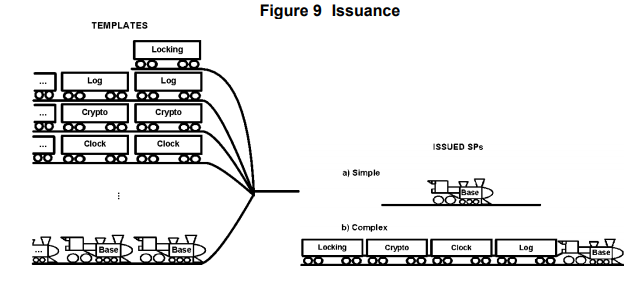 Figure 9 Issuance
TEMPLATES
Locking
... Log Log
... Crypto Crypto
... Clock Clock
...
... Base Base
ISSUED SPs
a) Simple
Base
b) Complex
Locking Crypto Clock Log Base